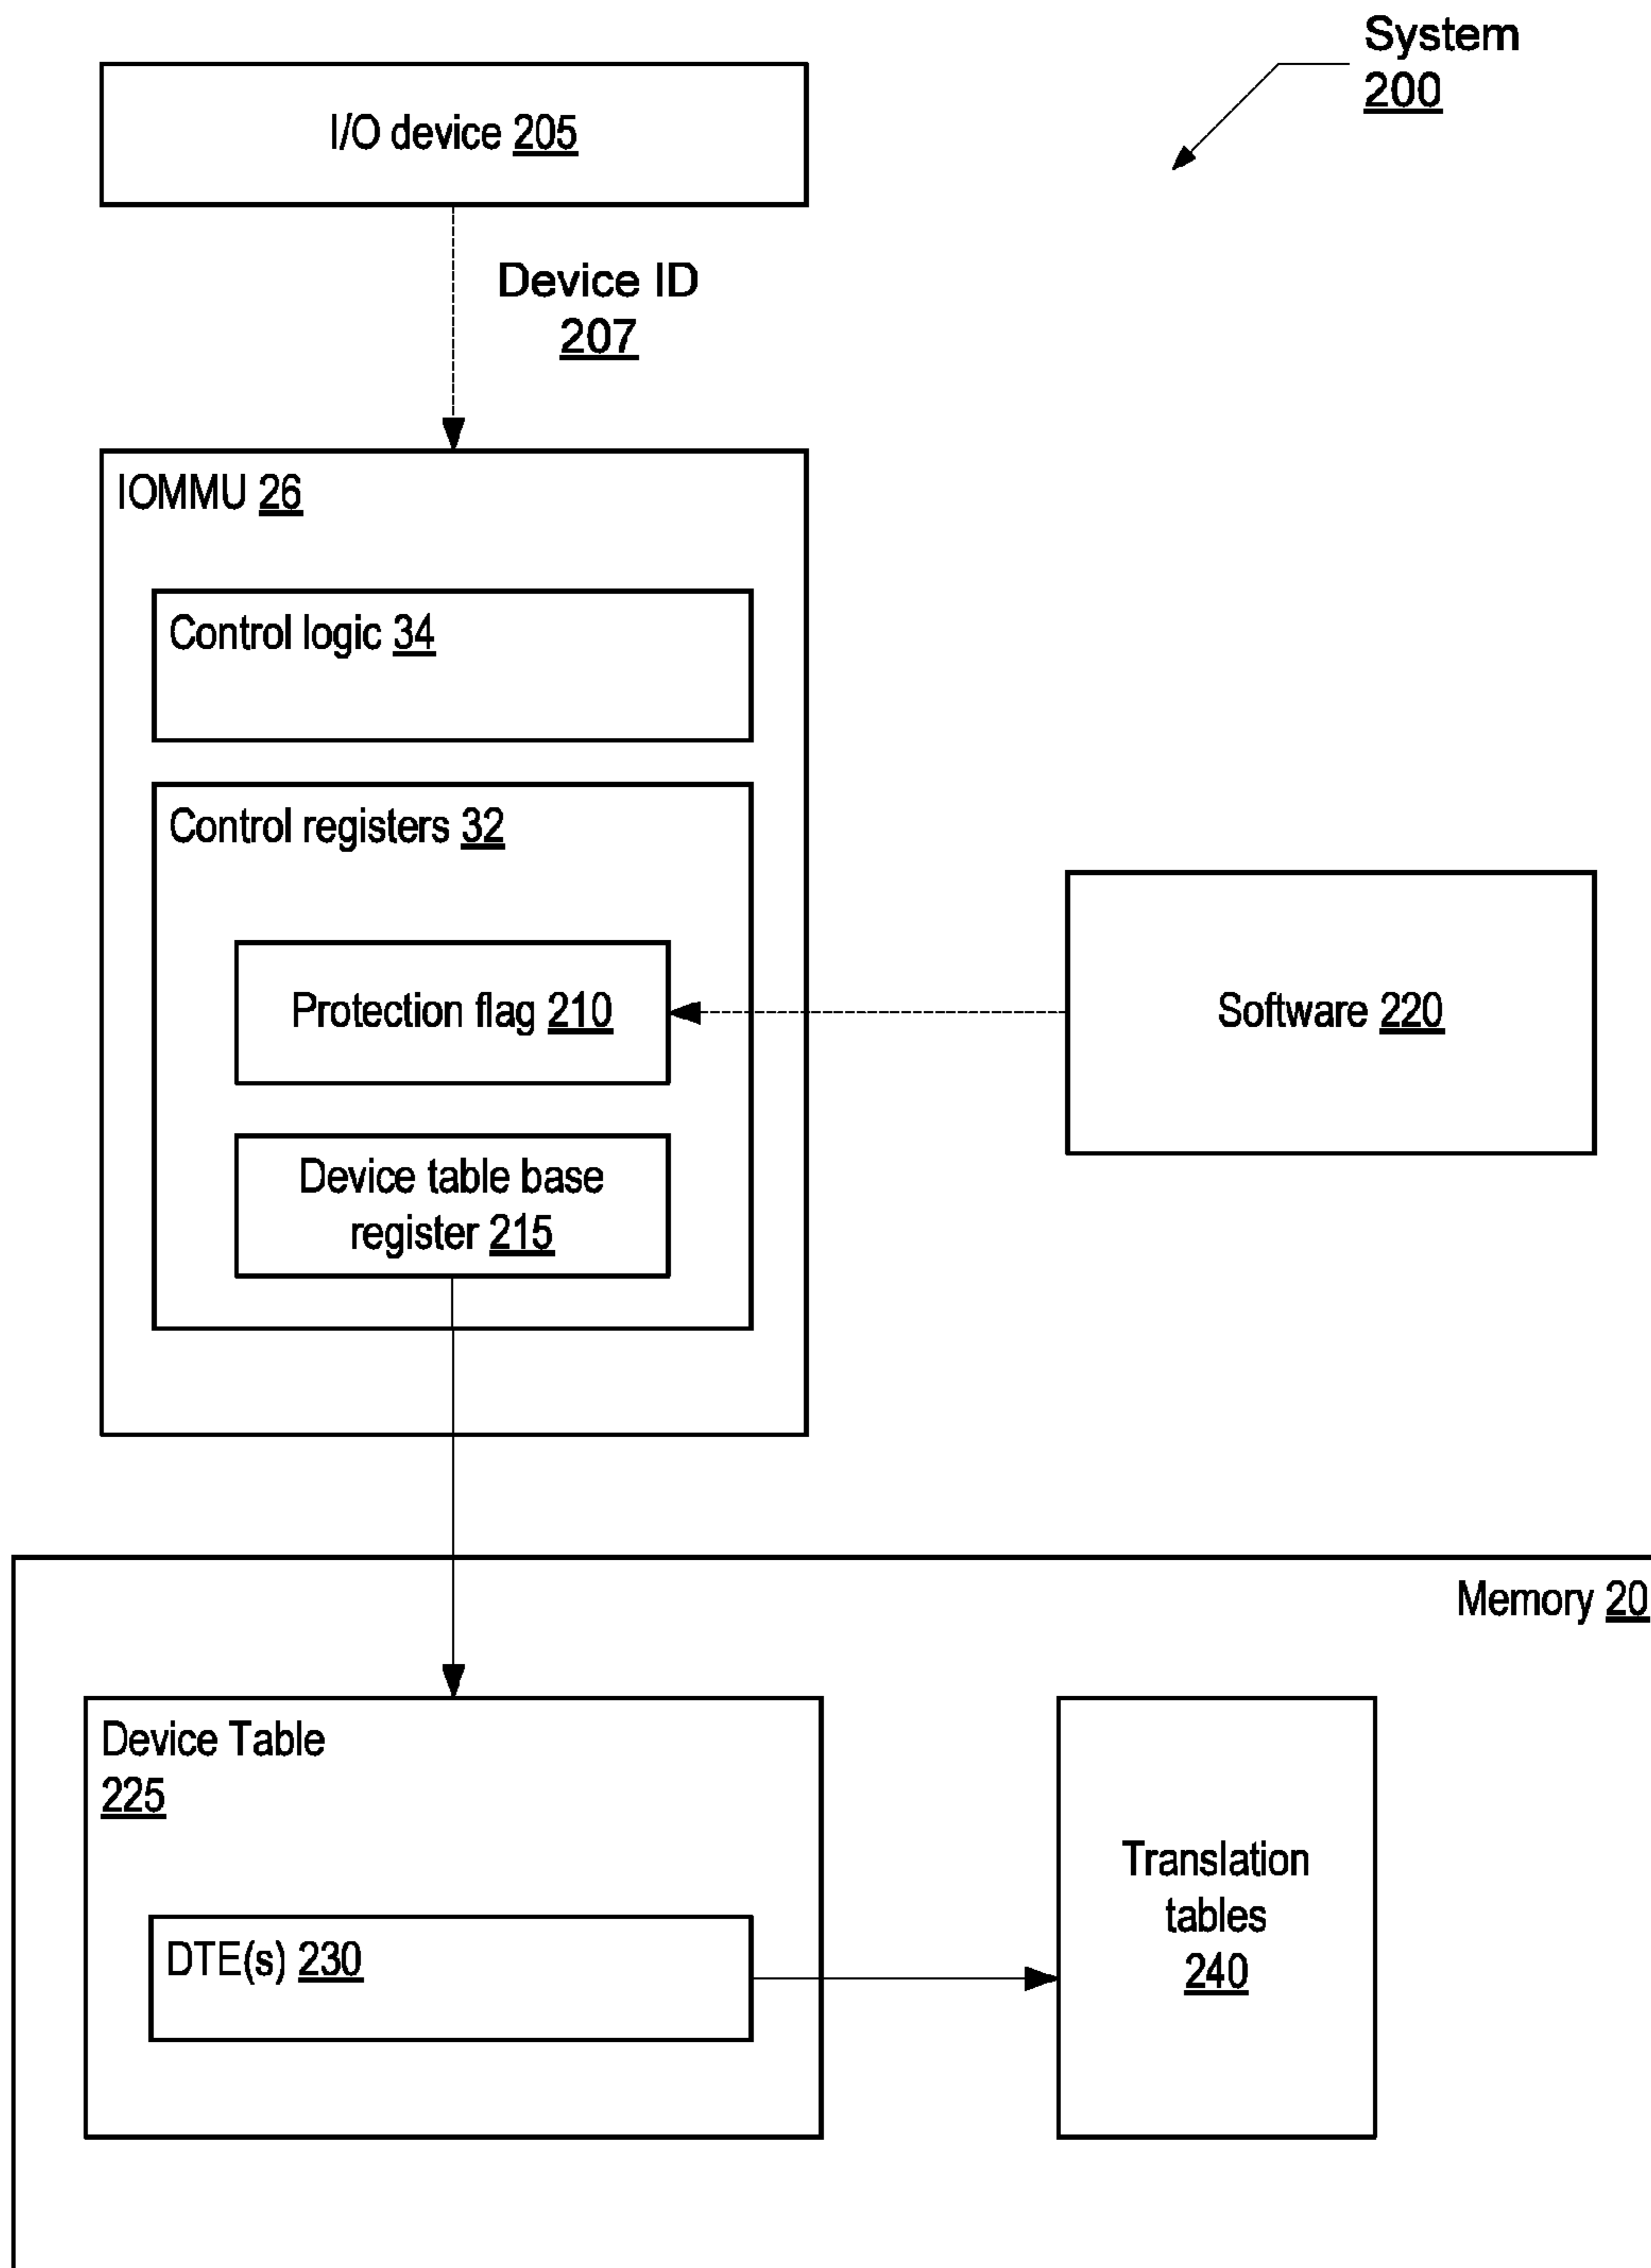 System
200
I/O device 205
Device ID
207
IOMMU 26
Control logic 34
Control registers 32
Protection flag 210
Software 220
Device table base
register 215
Memory 20
Device Table
225
Translation
tables
240
DTE(s) 230